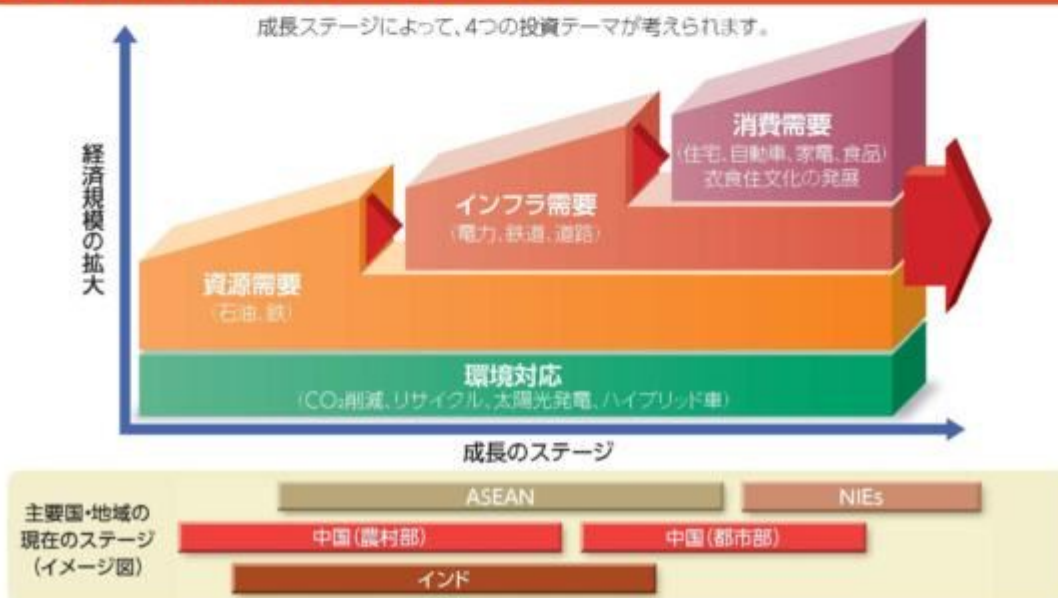 成長ステージによって、4つの投資テーマが考えられます。
経済規模の拡大
消費需要
(住宅、自動車、家電、食品)
衣食住文化の発展
インフラ需要
(電力、鉄道、道路)
資源需要
(石油、鉄)
環境対応
(CO₂削減、リサイクル、太陽光発電、ハイブリッド車)
成長のステージ
主要国・地域の
現在のステージ
(イメージ図)
ASEAN
NIEs
中国(農村部)
中国(都市部)
インド